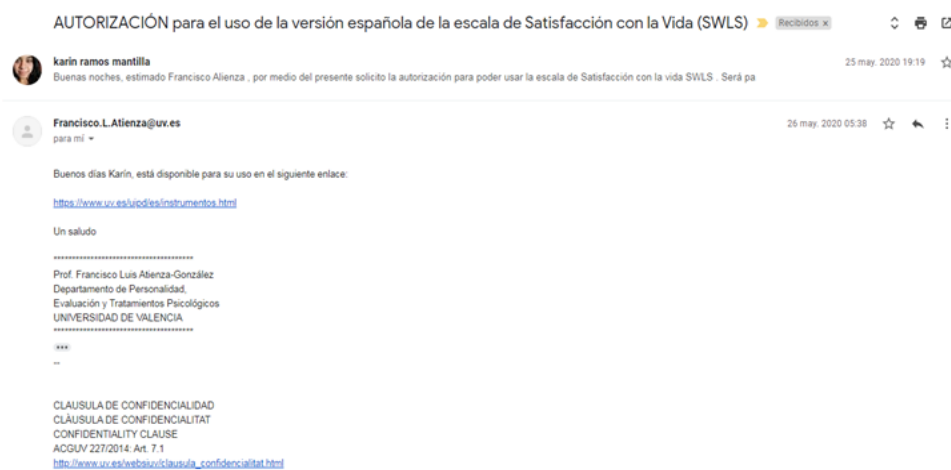 AUTORIZACIÓN para el uso de la versión española de la escala de Satisfacción con la Vida (SWLS) Recibidos x
karin ramos mantilla 25 may. 2020 19:19
Buenas noches, estimado Francisco Alienza , por medio del presente solicito la autorización para poder usar la escala de Satisfacción con la vida SWLS . Será pa
Francisco.L.Atienza@uv.es 26 may. 2020 05:38
para mí
Buenos días Karin, está disponible para su uso en el siguiente enlace:
https://www.uv.es/uipd/es/instrumentos.html
Un saludo
**************************************
Prof. Francisco Luis Atienza-González
Departamento de Personalidad,
Evaluación y Tratamientos Psicológicos
UNIVERSIDAD DE VALENCIA
**************************************
...
--
CLAUSULA DE CONFIDENCIALIDAD
CLÀUSULA DE CONFIDENCIALITAT
CONFIDENTIALITY CLAUSE
ACGUV 227/2014: Art. 7.1
http://www.uv.es/websiuv/clausula_confidencialitat.html